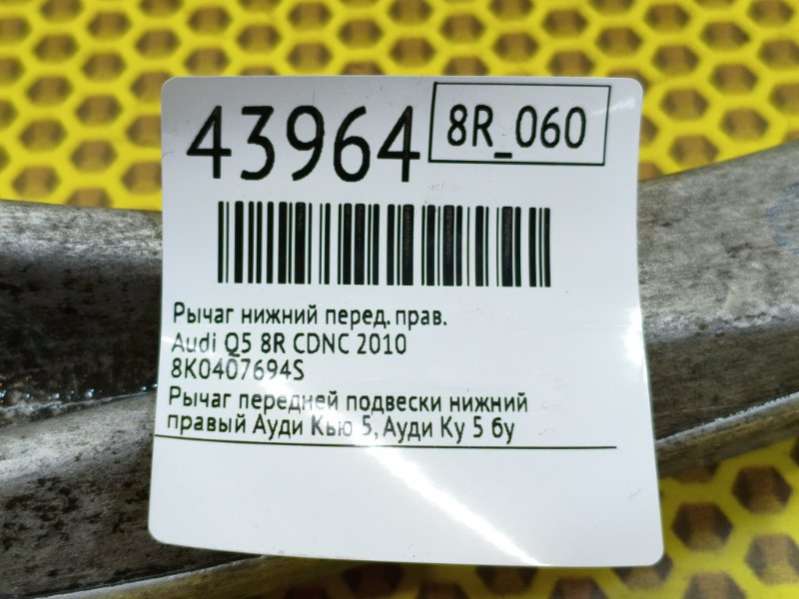 43964
8R_060
Рычаг нижний перед. прав.
Audi Q5 8R CDNC 2010
8K0407694S
Рычаг передней подвески нижний
правый Ауди Кью 5, Ауди Ку 5 бу